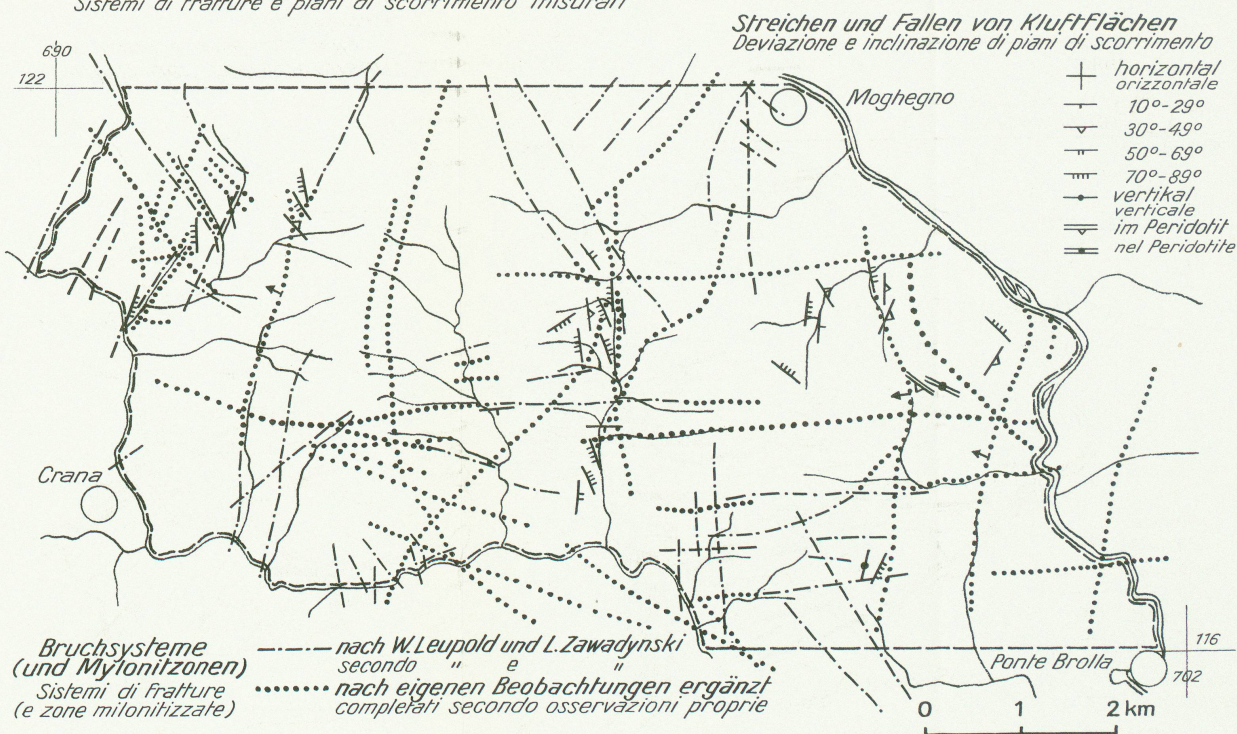 Sistemi di fratture e piani di scorrimento misurati
Streichen und Fallen von Kluftflächen
Deviazione e inclinazione di piani di scorrimento
690
122
horizontal
orizzontale
10°-29°
30°-49°
50°-69°
70°-89°
vertikal
verticale
im Peridotit
nel Peridotite
Moghegno
Crana
Bruchsysteme
(und Mylonitzonen)
Sistemi di fratture
(e zone milonitizzate)
nach W. Leupold und L. Zawadynski
secondo " e "
nach eigenen Beobachtungen ergänzt
completati secondo osservazioni proprie
116
Ponte Brolla
702
0 1 2 km